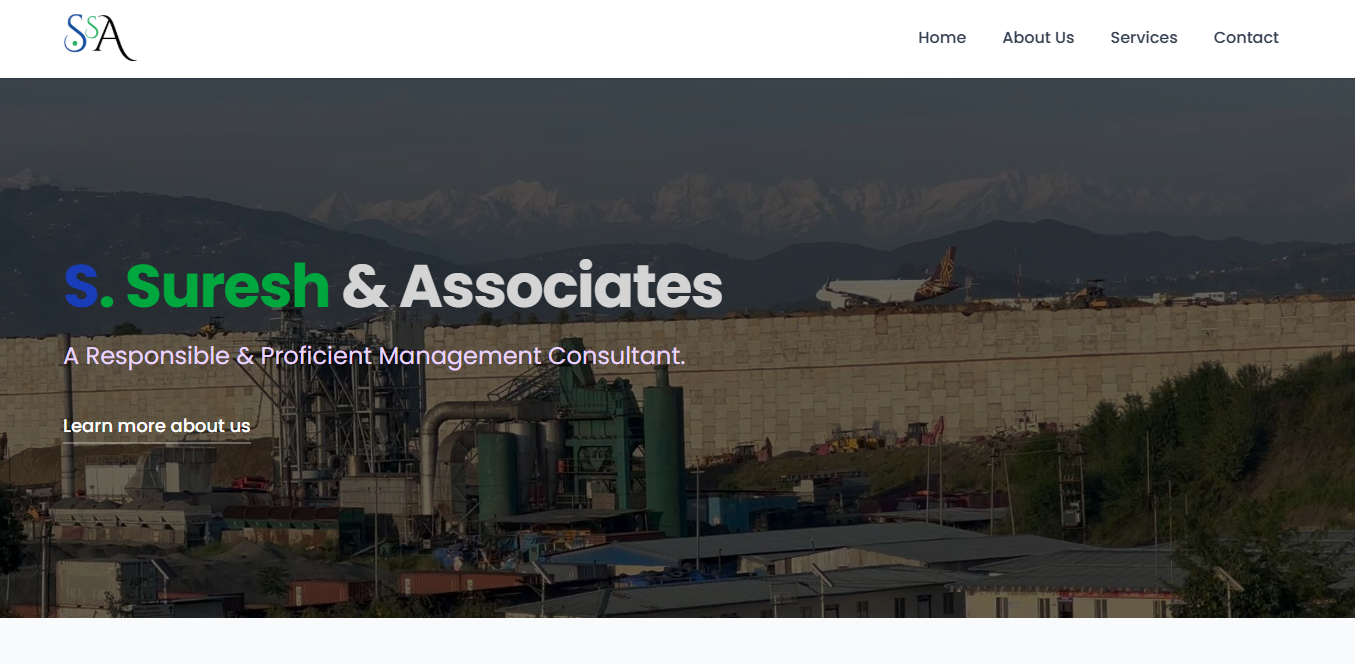 SSA
Home About Us Services Contact
S. Suresh & Associates
A Responsible & Proficient Management Consultant.
Learn more about us